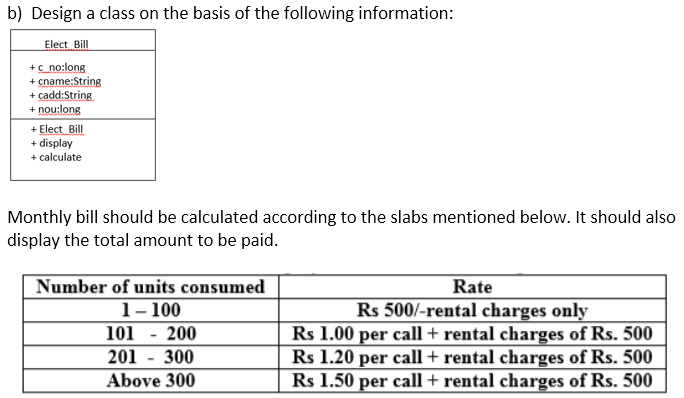 b) Design a class on the basis of the following information:
Elect_Bill
+ c_no:long
+ cname:String
+ cadd:String
+ nou:long
+ Elect_Bill
+ display
+ calculate
Monthly bill should be calculated according to the slabs mentioned below. It should also
display the total amount to be paid.
Number of units consumed Rate
1 – 100 Rs 500/-rental charges only
101 - 200 Rs 1.00 per call + rental charges of Rs. 500
201 - 300 Rs 1.20 per call + rental charges of Rs. 500
Above 300 Rs 1.50 per call + rental charges of Rs. 500